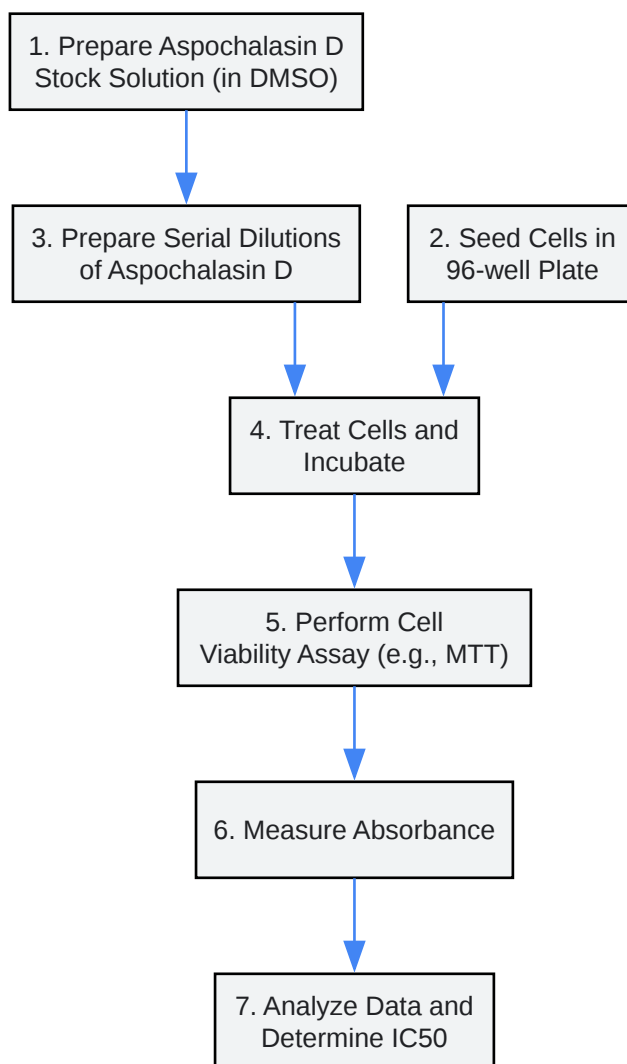 1. Prepare Aspochalasin D
Stock Solution (in DMSO)
3. Prepare Serial Dilutions
of Aspochalasin D
2. Seed Cells in
96-well Plate
4. Treat Cells and
Incubate
5. Perform Cell
Viability Assay (e.g., MTT)
6. Measure Absorbance
7. Analyze Data and
Determine IC50